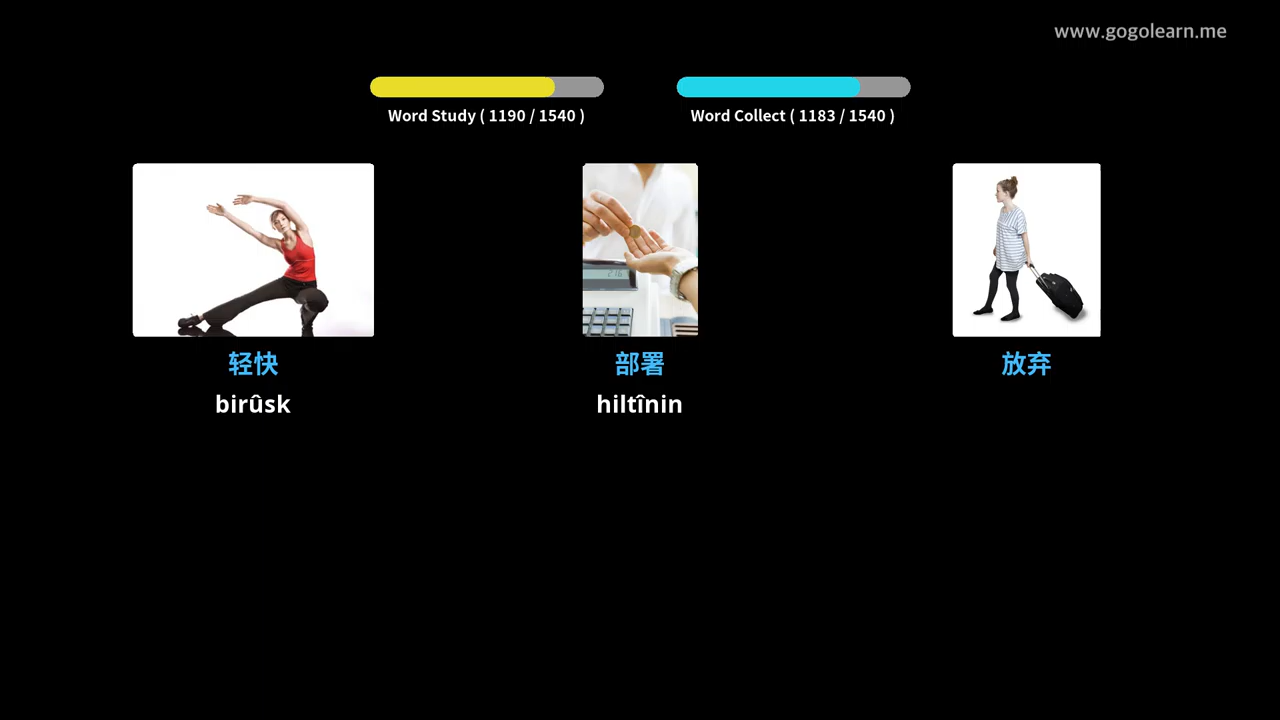 www.gogolearn.me
Word Study ( 1190 / 1540 )
Word Collect ( 1183 / 1540 )
轻快
部署
放弃
birûsk
hiltînin